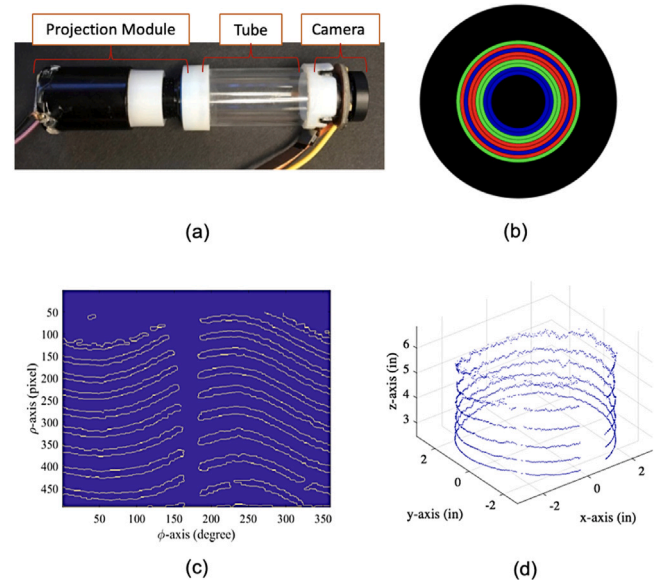 Projection Module Tube Camera
(a)
(b)
50
100
150
200
250
300
350
400
450
ρ-axis (pixel)
50 100 150 200 250 300 350
ϕ-axis (degree)
(c)
6
5
4
3
z-axis (in)
2
0
-2
y-axis (in)
-2
0
2
x-axis (in)
(d)